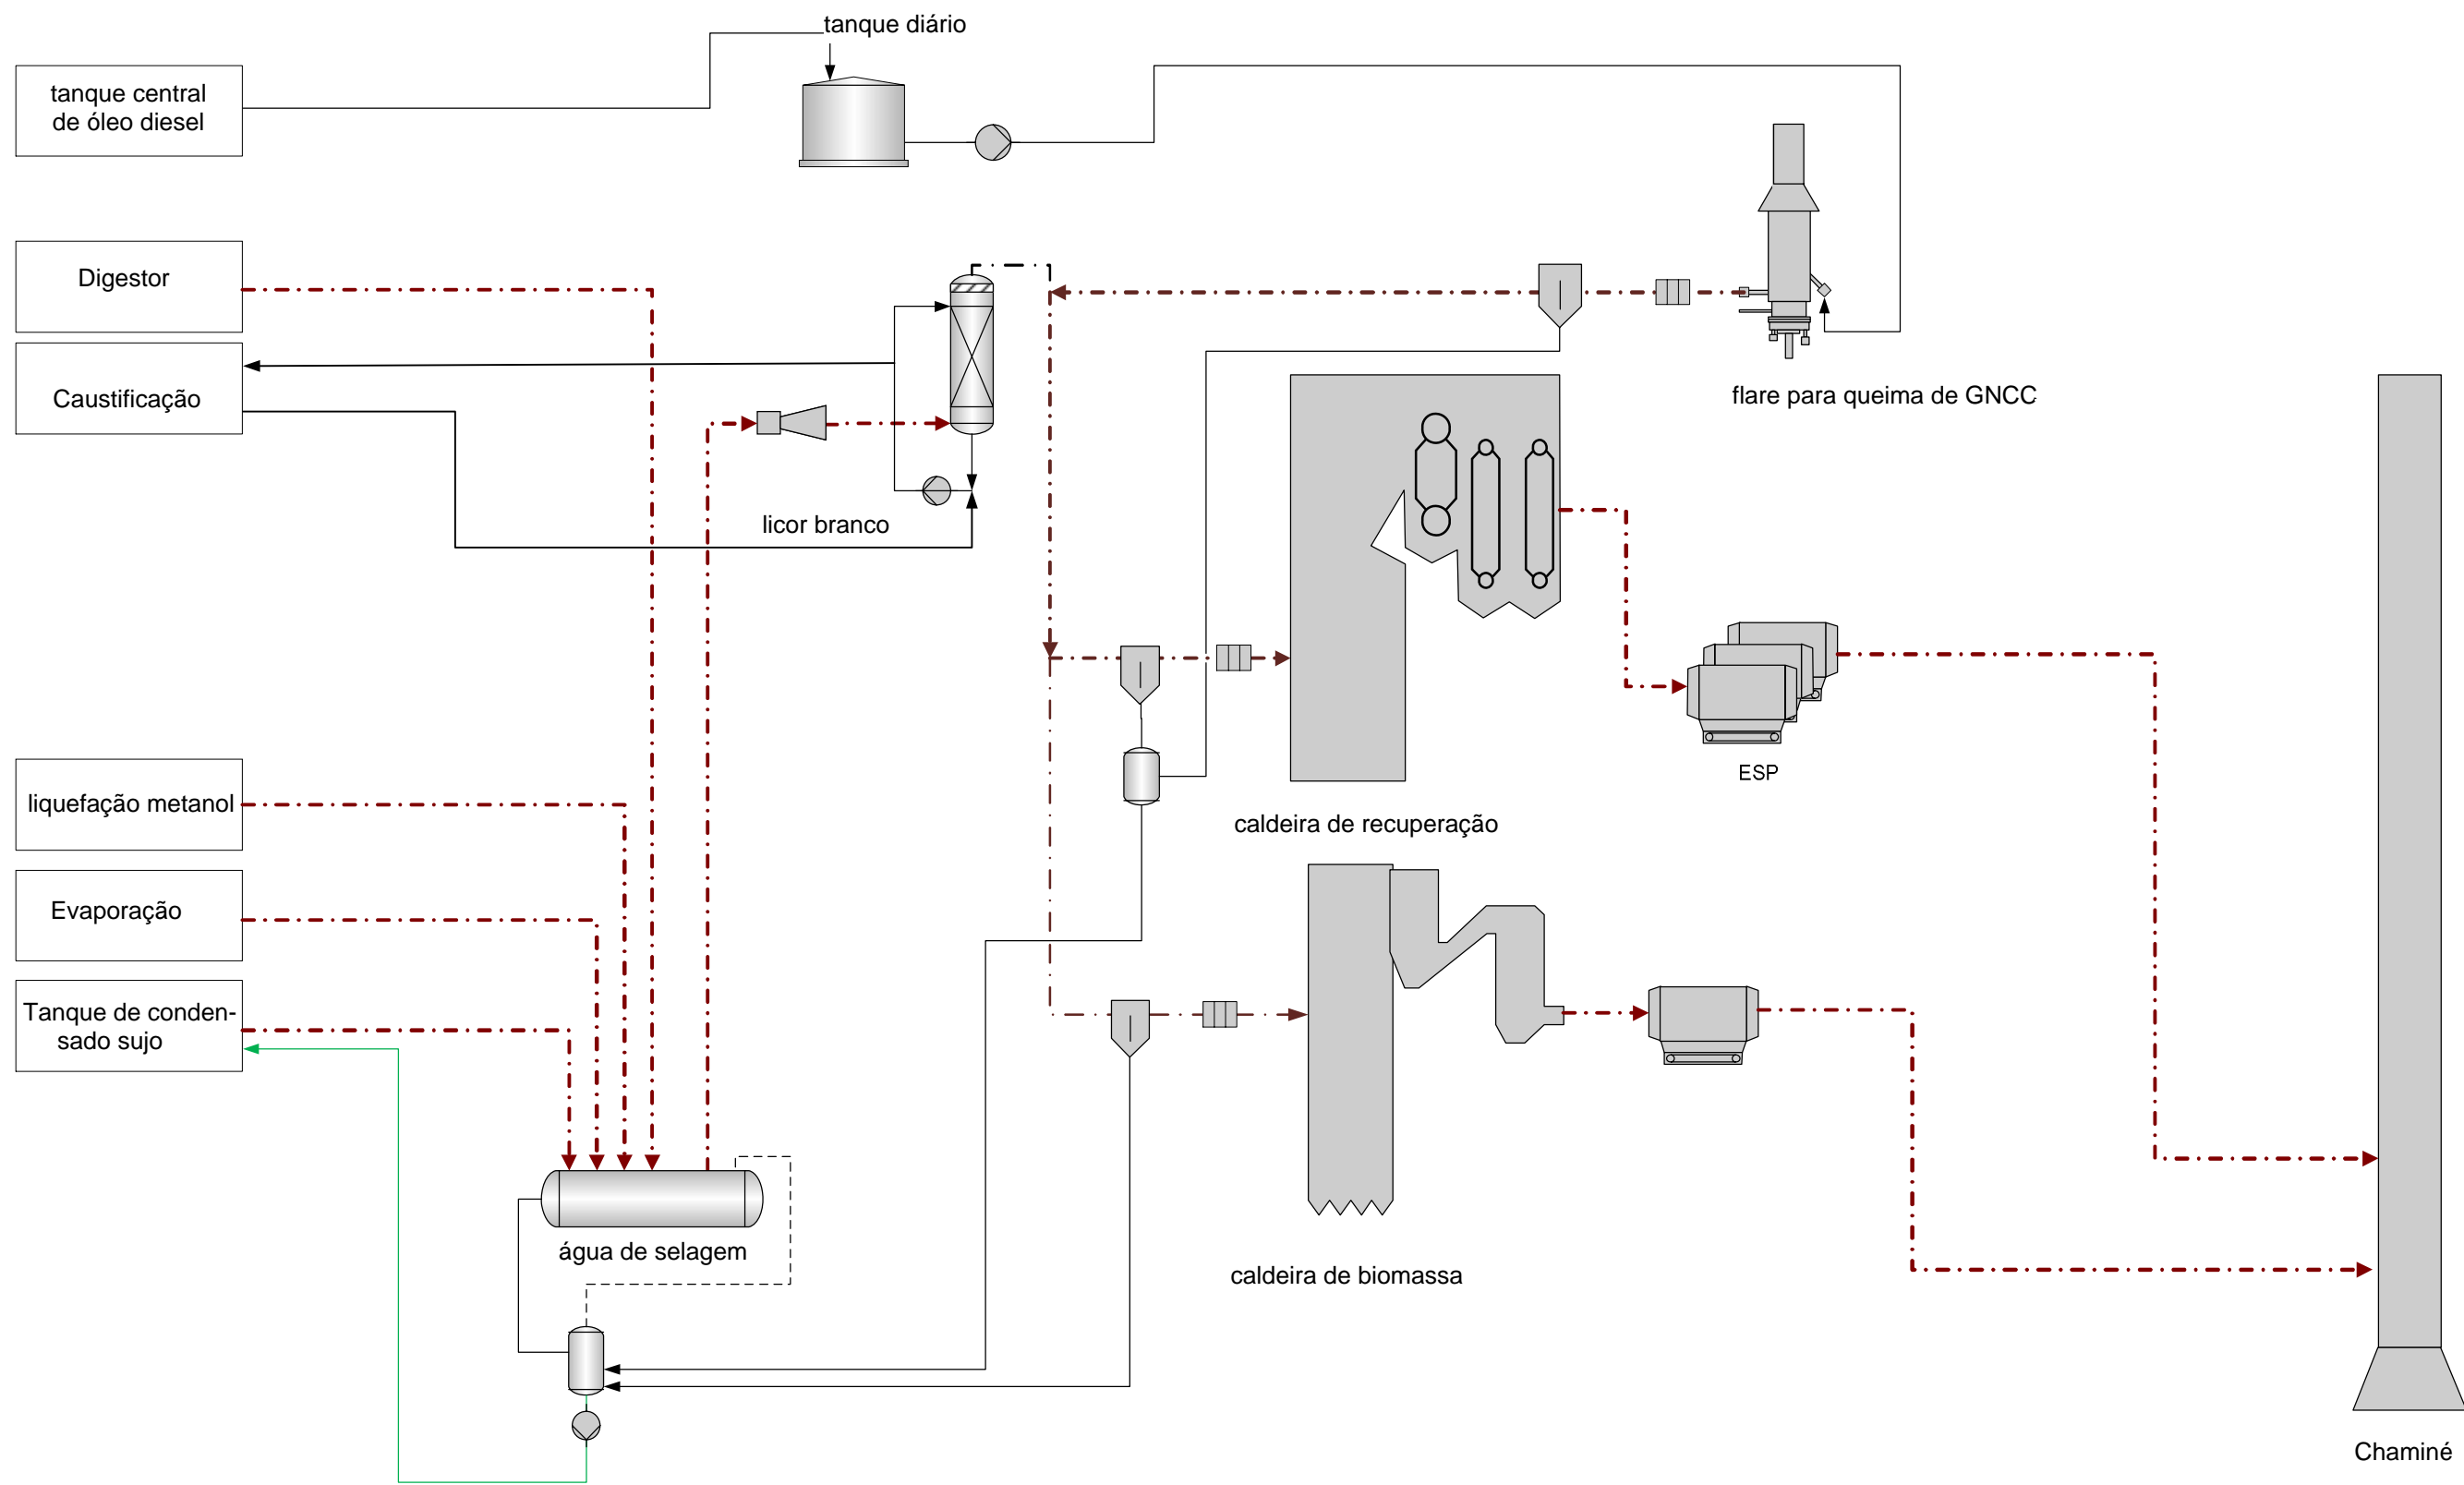 tanque diário
tanque central
de óleo diesel
Digestor
Caustificação
flare para queima de GNCC
licor branco
ESP
liquefação metanol
caldeira de recuperação
Evaporação
Tanque de conden-
sado sujo
água de selagem
caldeira de biomassa
Chaminé